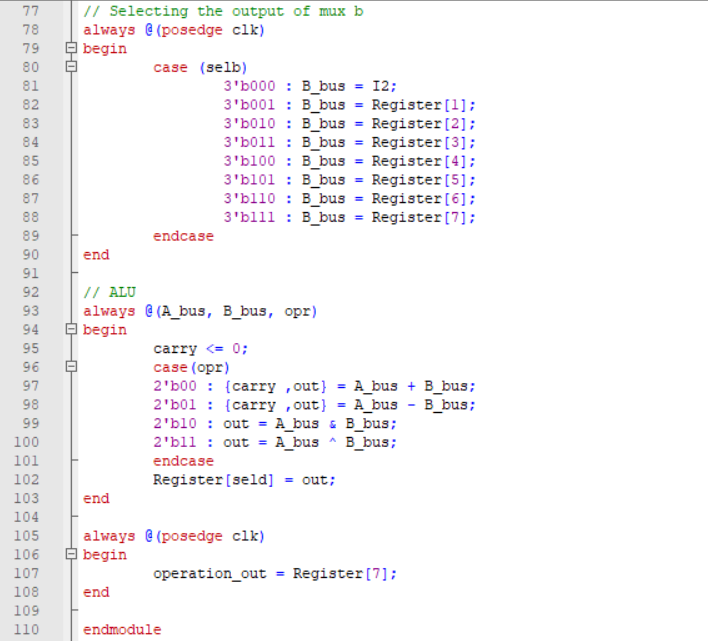 77 // Selecting the output of mux b
78 always @(posedge clk)
79 begin
80 case (selb)
81 3'b000 : B_bus = I2;
82 3'b001 : B_bus = Register[1];
83 3'b010 : B_bus = Register[2];
84 3'b011 : B_bus = Register[3];
85 3'b100 : B_bus = Register[4];
86 3'b101 : B_bus = Register[5];
87 3'b110 : B_bus = Register[6];
88 3'b111 : B_bus = Register[7];
89 endcase
90 end
91
92 // ALU
93 always @(A_bus, B_bus, opr)
94 begin
95 carry <= 0;
96 case(opr)
97 2'b00 : {carry ,out} = A_bus + B_bus;
98 2'b01 : {carry ,out} = A_bus - B_bus;
99 2'b10 : out = A_bus & B_bus;
100 2'b11 : out = A_bus ^ B_bus;
101 endcase
102 Register[seld] = out;
103 end
104
105 always @(posedge clk)
106 begin
107 operation_out = Register[7];
108 end
109
110 endmodule